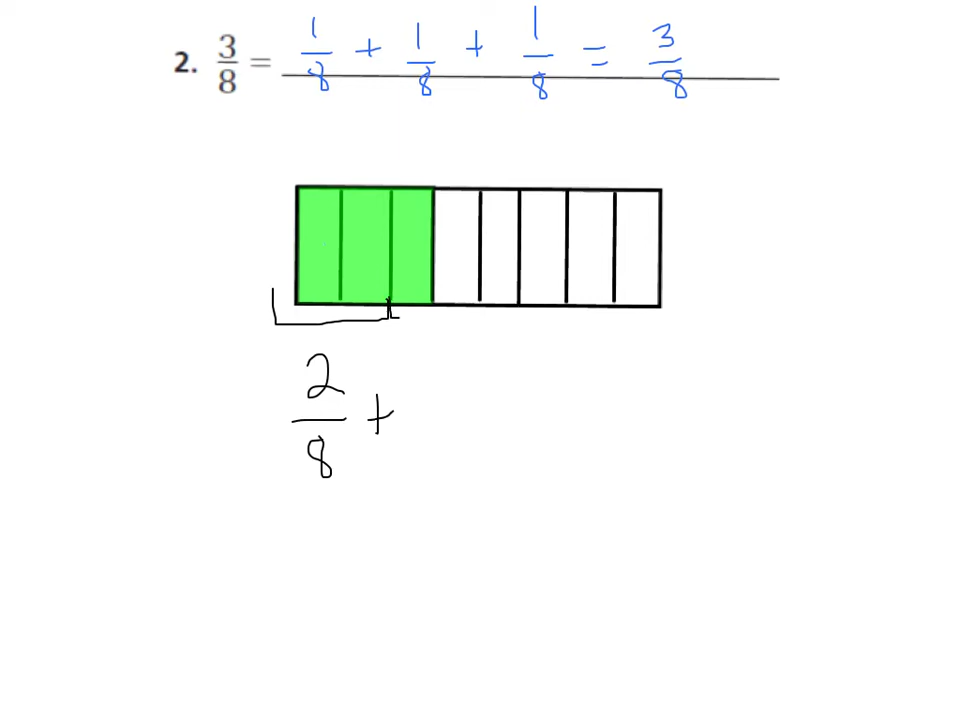 2. 3/8 = 1/8 + 1/8 + 1/8 = 3/8
2/8 +